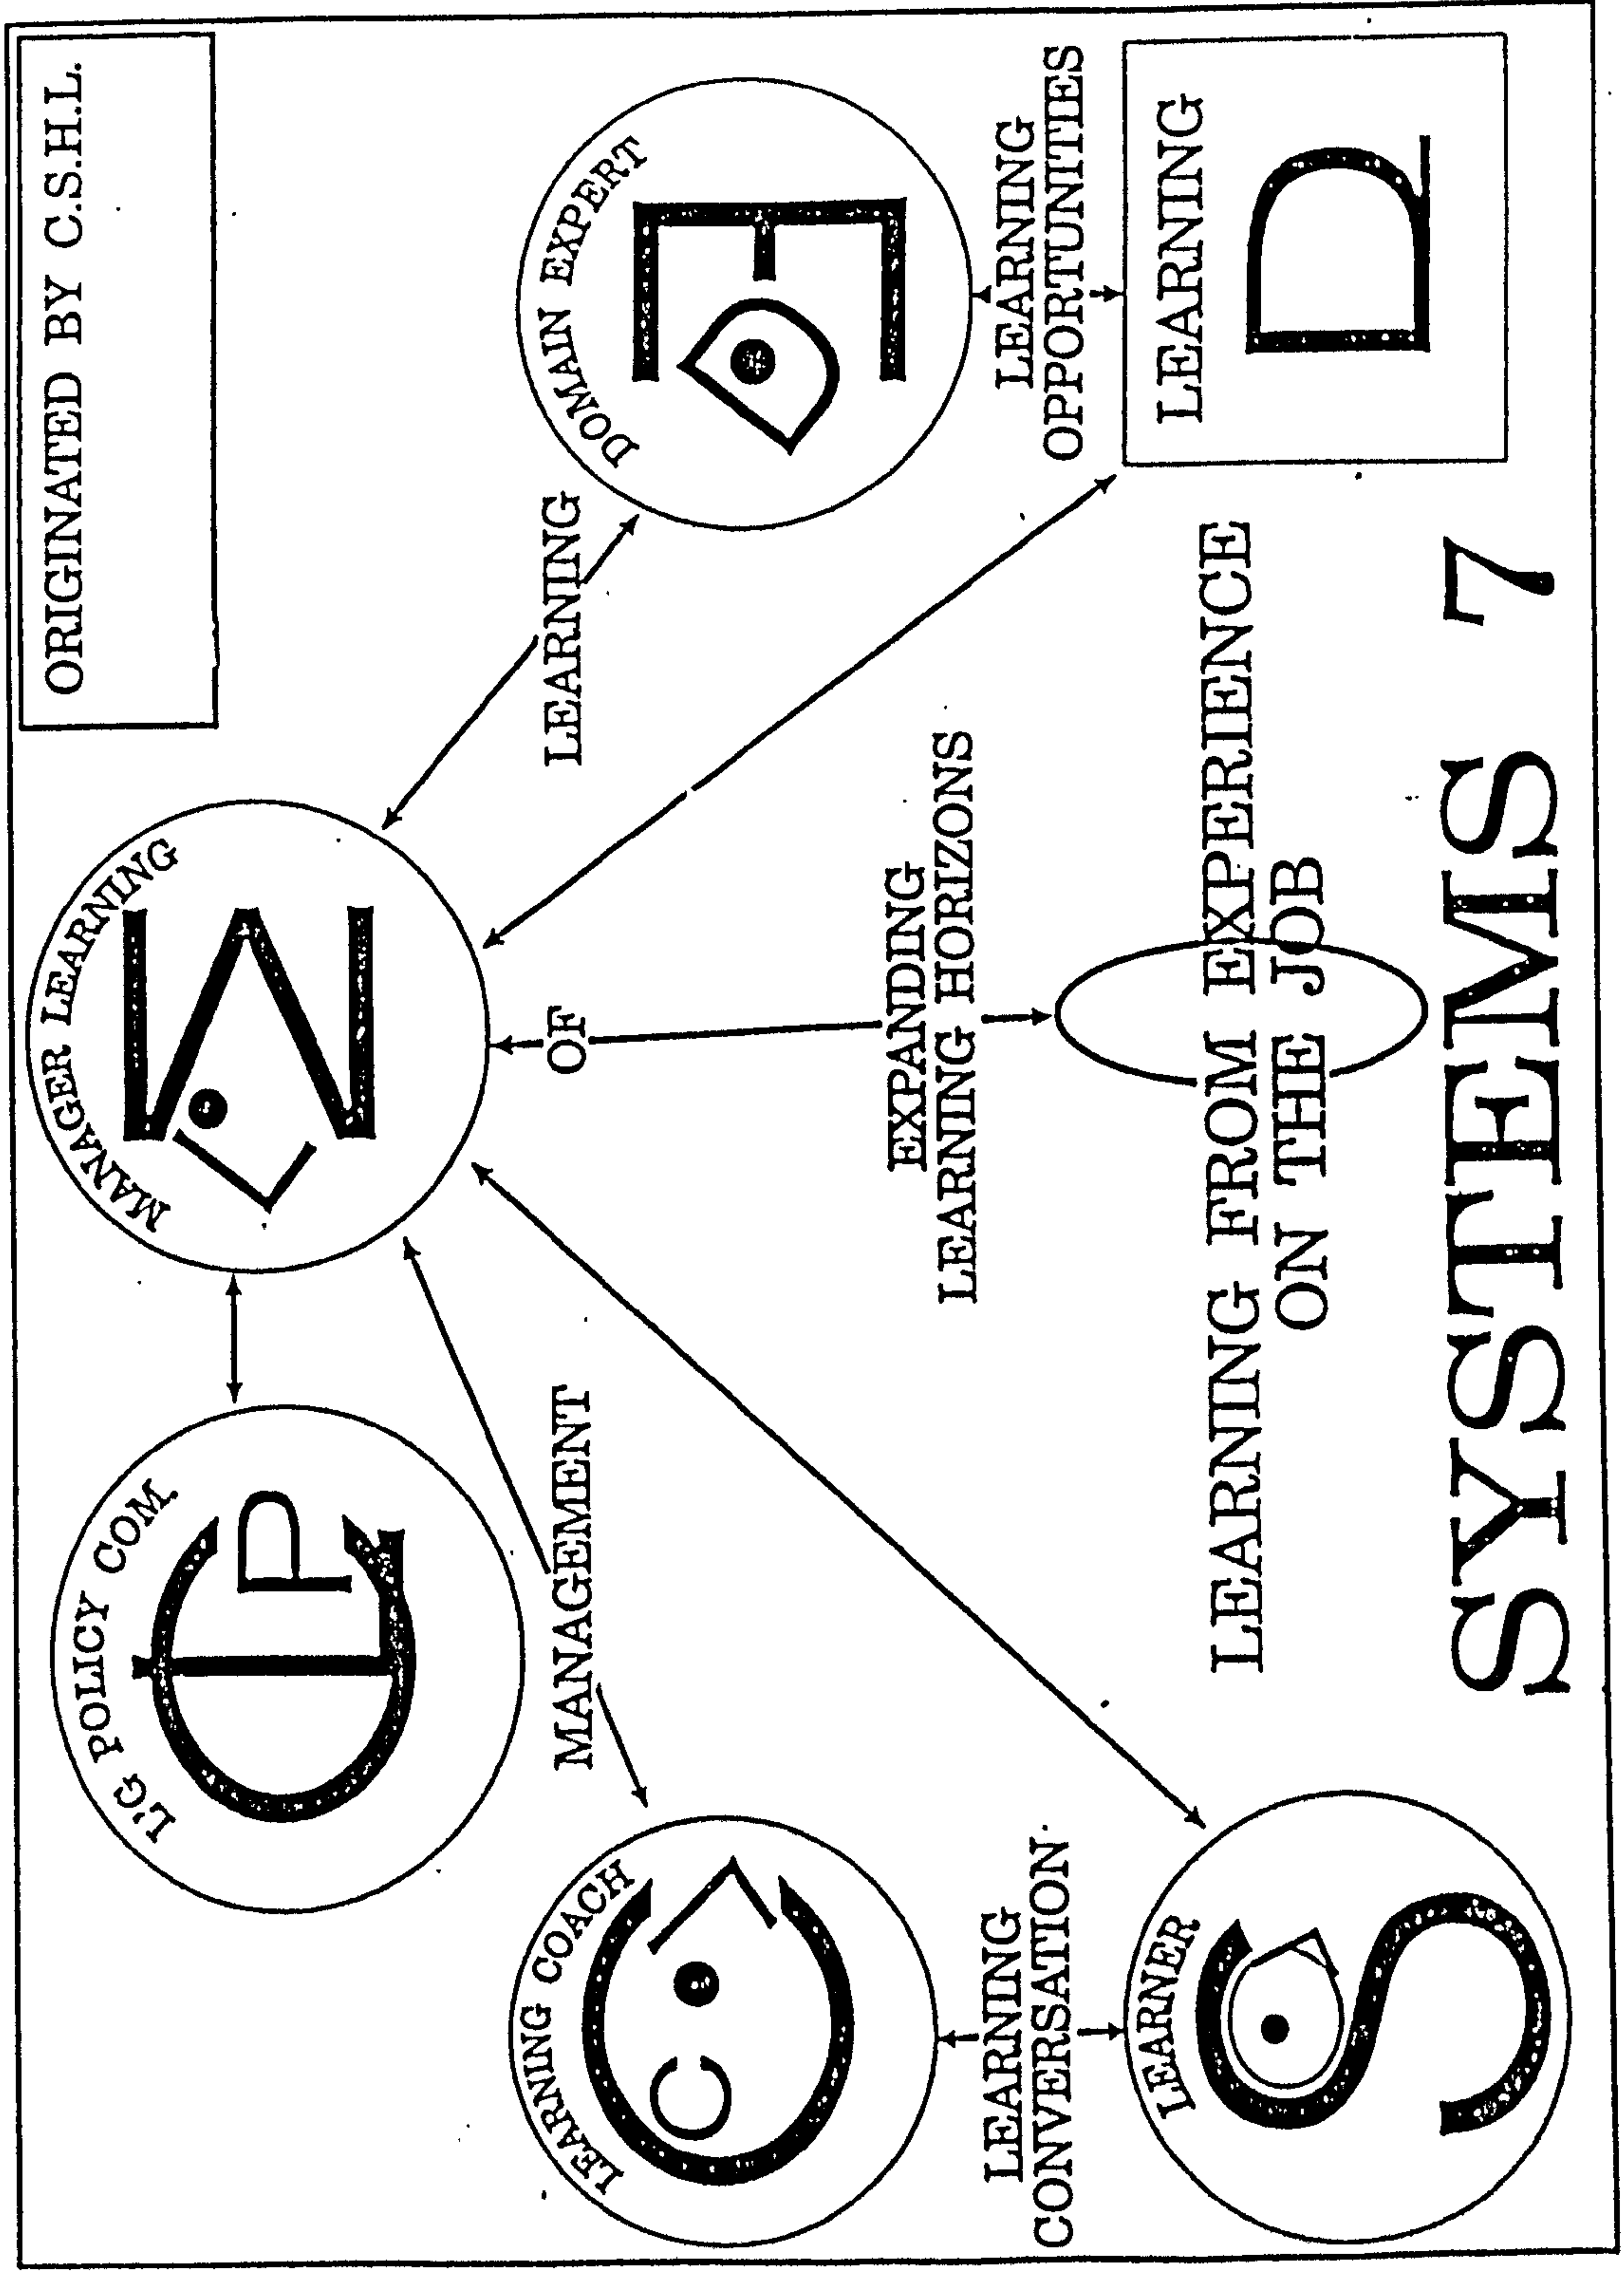 ORIGINATED BY C.S.H.L.
MANAGER LEARNING
M
L'G POLICY COM.
C L P
LEARNING COACH
C C
DOMAIN EXPERT
D E
MANAGEMENT
OF
LEARNING
LEARNING
CONVERSATION
EXPANDING
LEARNING HORIZONS
LEARNING
OPPORTUNITIES
LEARNER
S
LEARNING FROM EXPERIENCE
ON THE JOB
LEARNING
D
SYSTEMS 7